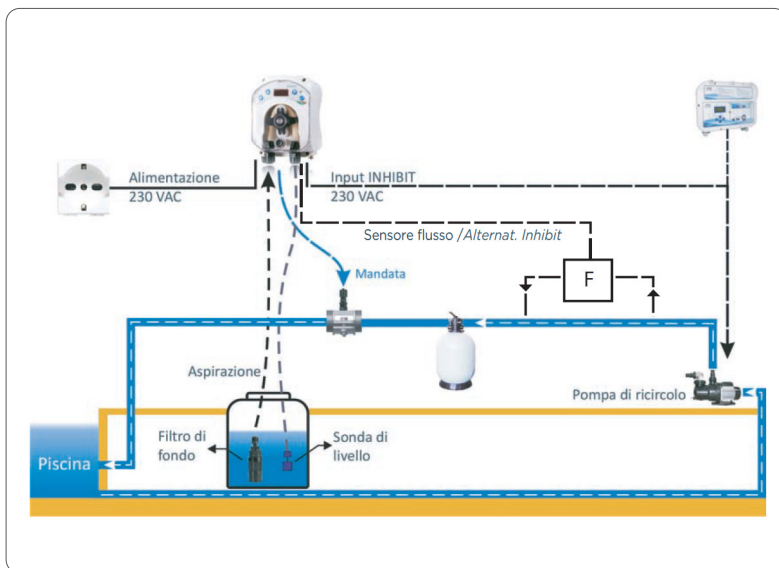 Alimentazione
230 VAC
Input INHIBIT
230 VAC
Sensore flusso /Alternat. Inhibit
F
Mandata
Aspirazione
Pompa di ricircolo
Filtro di
fondo
Sonda di
livello
Piscina